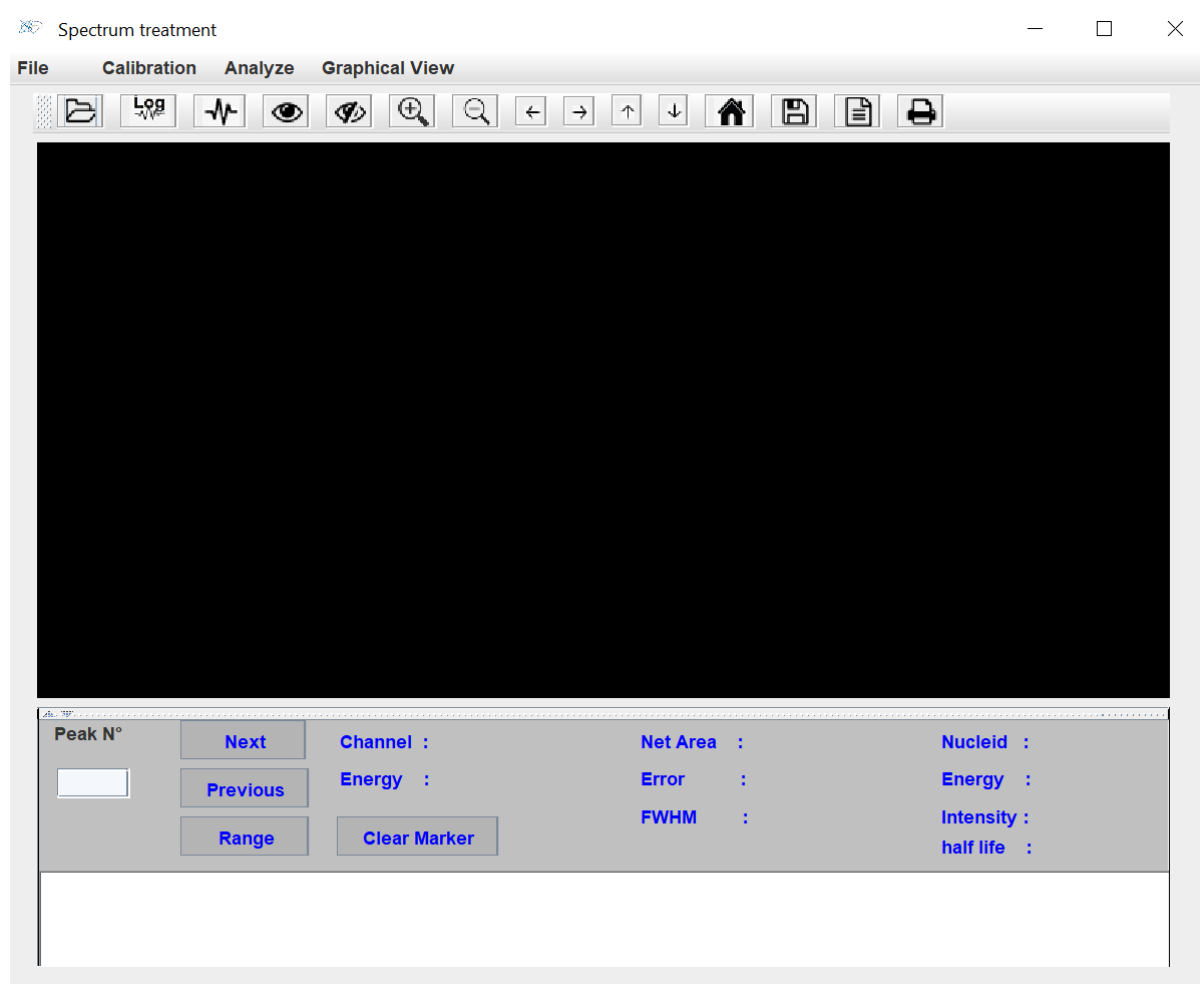 Spectrum treatment
File Calibration Analyze Graphical View
Log
Peak N°
Next
Previous
Range
Channel :
Energy :
Clear Marker
Net Area :
Error :
FWHM :
Nucleid :
Energy :
Intensity :
half life :